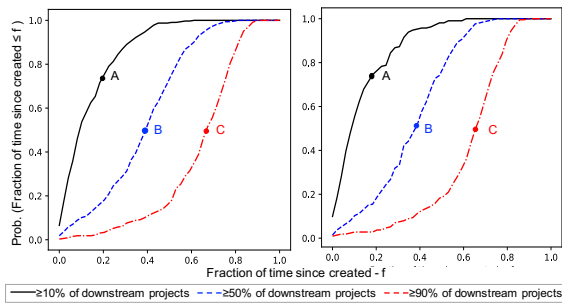 Prob. (Fraction of time since created ≤ f)
1.0
0.8
0.6
0.4
0.2
0.0
A
B
C
0.0 0.2 0.4 0.6 0.8 1.0
1.0
0.8
0.6
0.4
0.2
0.0
A
B
C
0.0 0.2 0.4 0.6 0.8 1.0
Fraction of time since created - f
≥10% of downstream projects ≥50% of downstream projects ≥90% of downstream projects